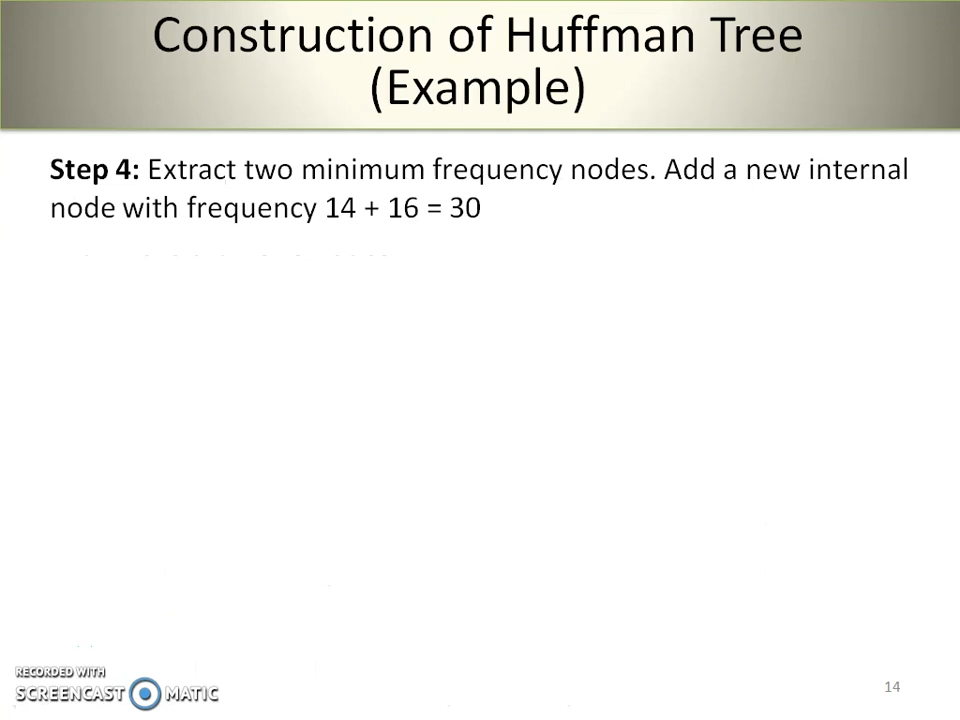 Construction of Huffman Tree
(Example)
Step 4: Extract two minimum frequency nodes. Add a new internal
node with frequency 14 + 16 = 30
RECORDED WITH
SCREENCAST MATIC
14